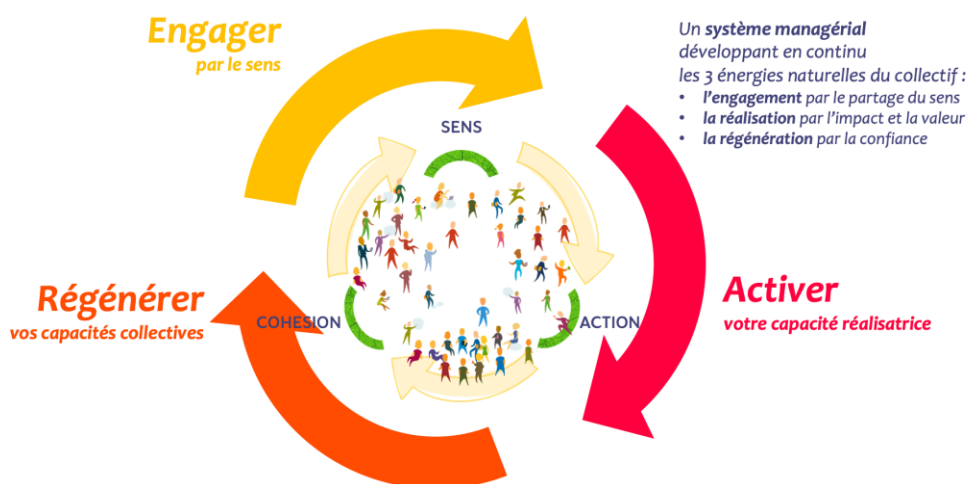 Engager
par le sens
Un système managérial
développant en continu
les 3 énergies naturelles du collectif :
• l'engagement par le partage du sens
• la réalisation par l'impact et la valeur
• la régénération par la confiance
SENS
Régénérer
vos capacités collectives
COHESION
ACTION
Activer
votre capacité réalisatrice